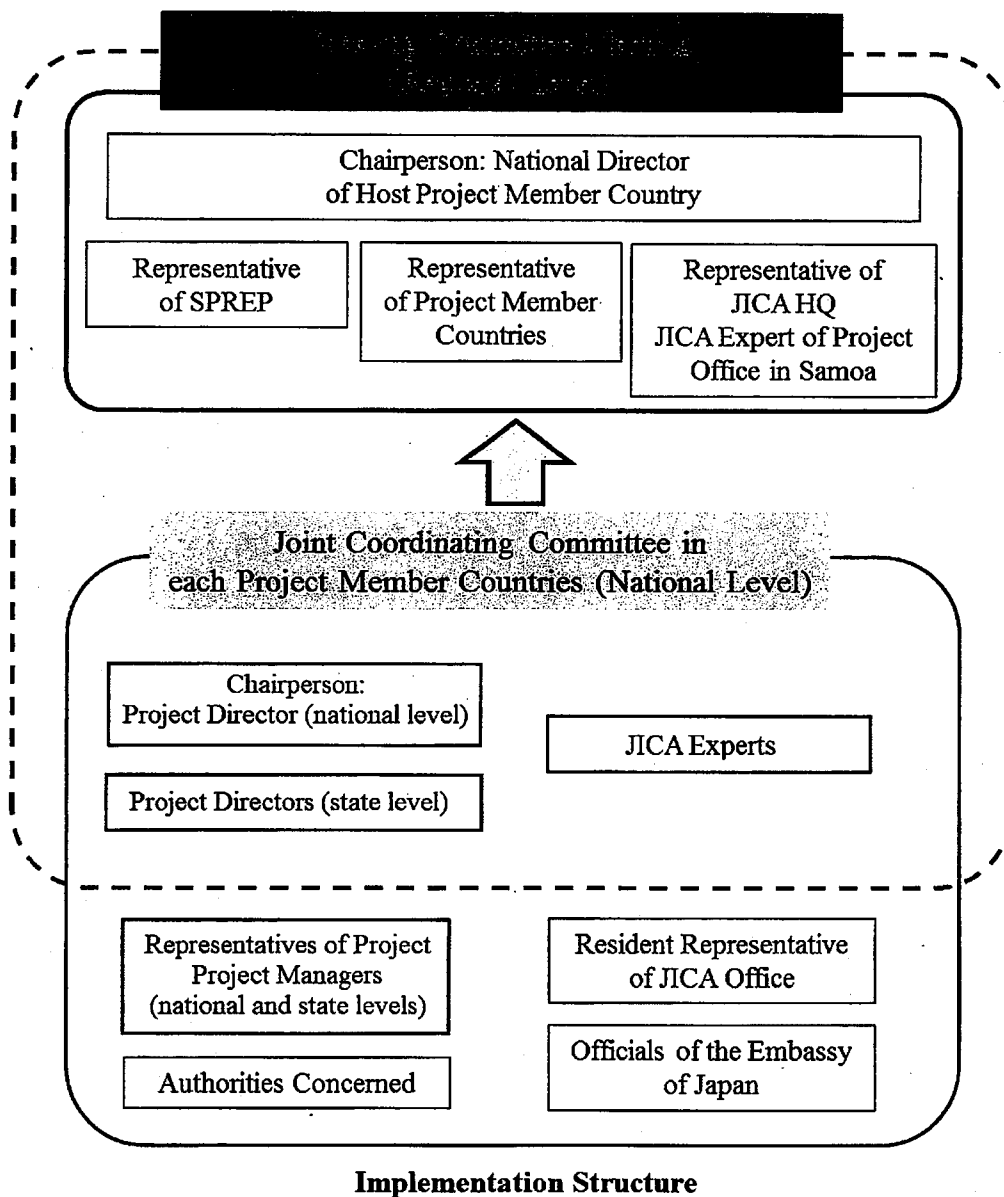 Chairperson: National Director
of Host Project Member Country
Representative
of SPREP
Representative
of Project Member
Countries
Representative of
JICA HQ
JICA Expert of Project
Office in Samoa
Joint Coordinating Committee in
each Project Member Countries (National Level)
Chairperson:
Project Director (national level)
JICA Experts
Project Directors (state level)
Representatives of Project
Project Managers
(national and state levels)
Resident Representative
of JICA Office
Authorities Concerned
Officials of the Embassy
of Japan
Implementation Structure